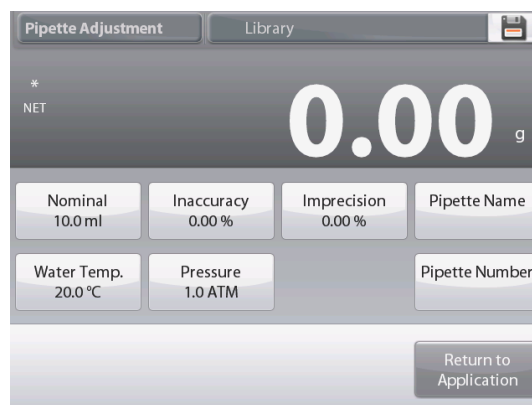 Pipette Adjustment
Library
*
NET
0.00 g
Nominal
10.0 ml
Inaccuracy
0.00 %
Imprecision
0.00 %
Pipette Name
Water Temp.
20.0 °C
Pressure
1.0 ATM
Pipette Number
Return to
Application